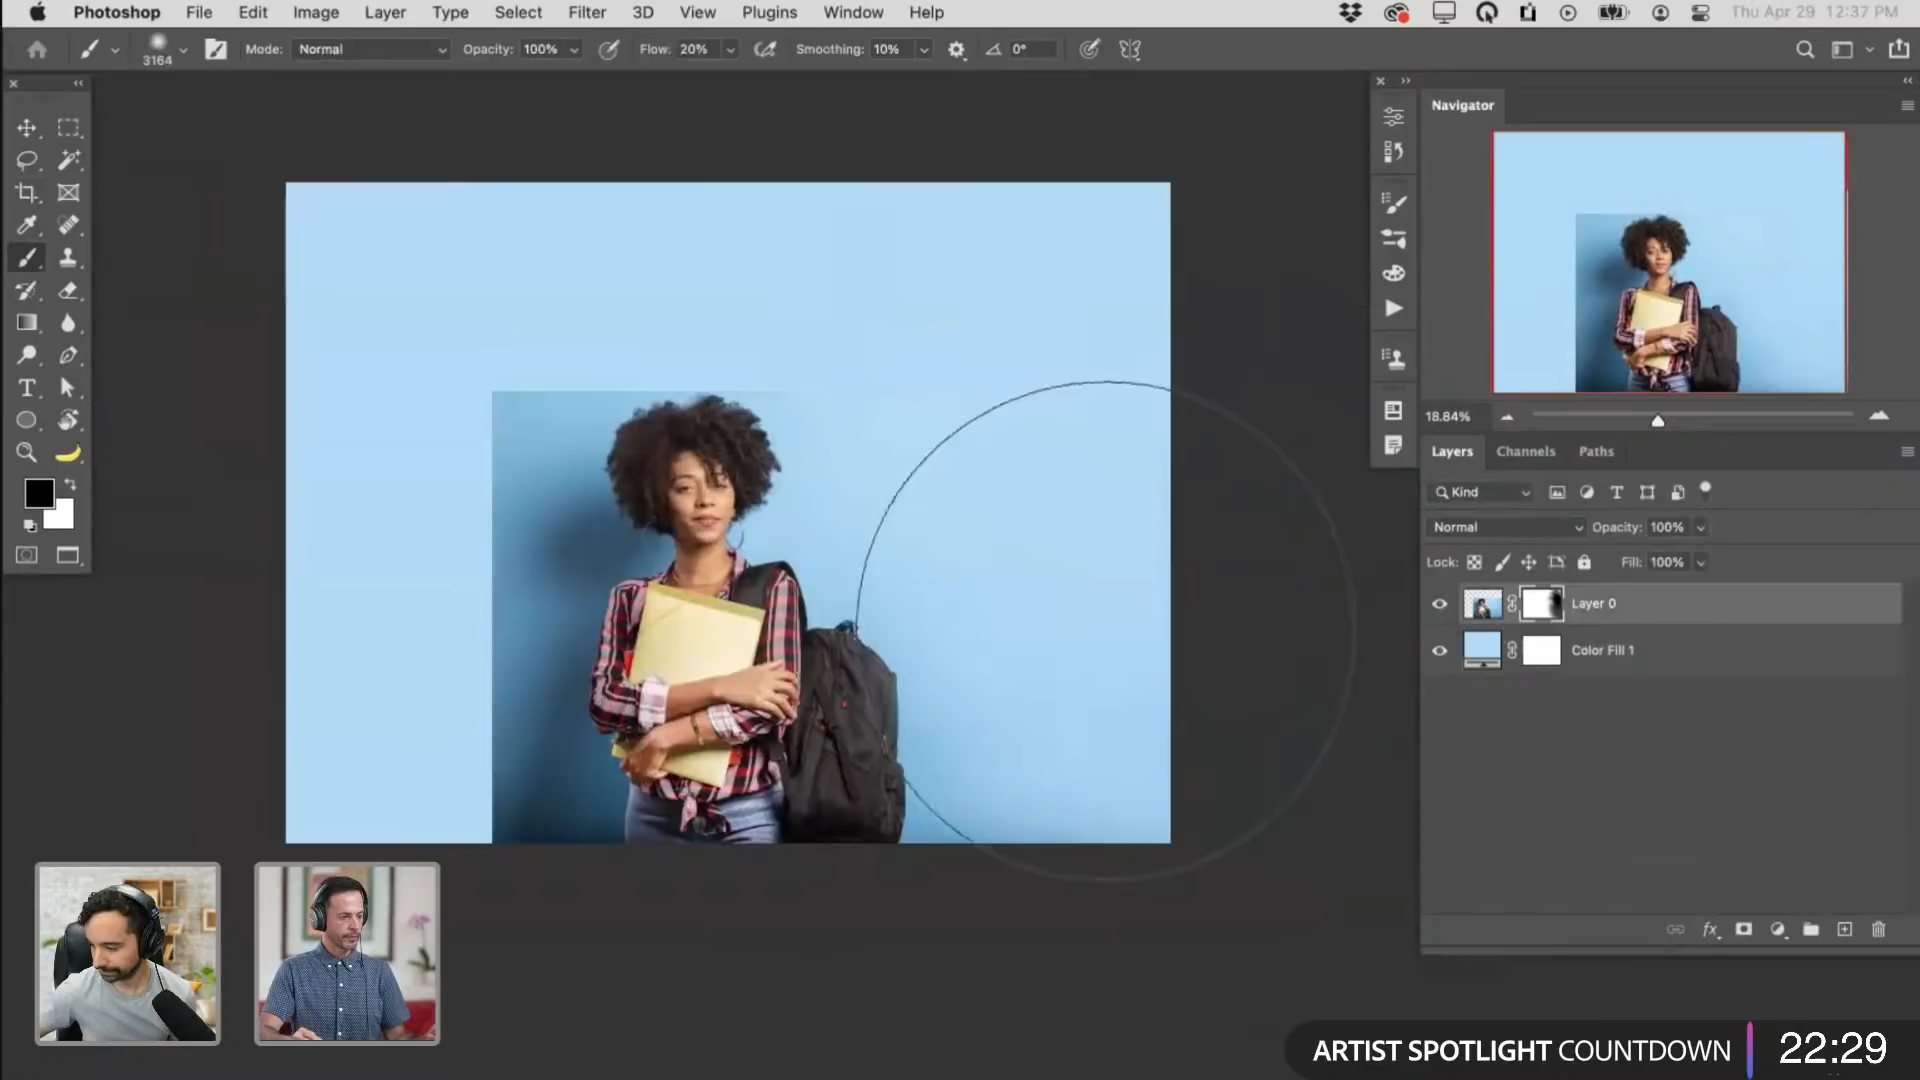 Photoshop File Edit Image Layer Type Select Filter 3D View Plugins Window Help Thu Apr 29 12:37 PM
3164 Mode: Normal Opacity: 100% Flow: 20% Smoothing: 10% 0°
Navigator
18.84%
Layers Channels Paths
Kind
Normal Opacity: 100%
Lock: Fill: 100%
Layer 0
Color Fill 1
fx
ARTIST SPOTLIGHT COUNTDOWN 22:29